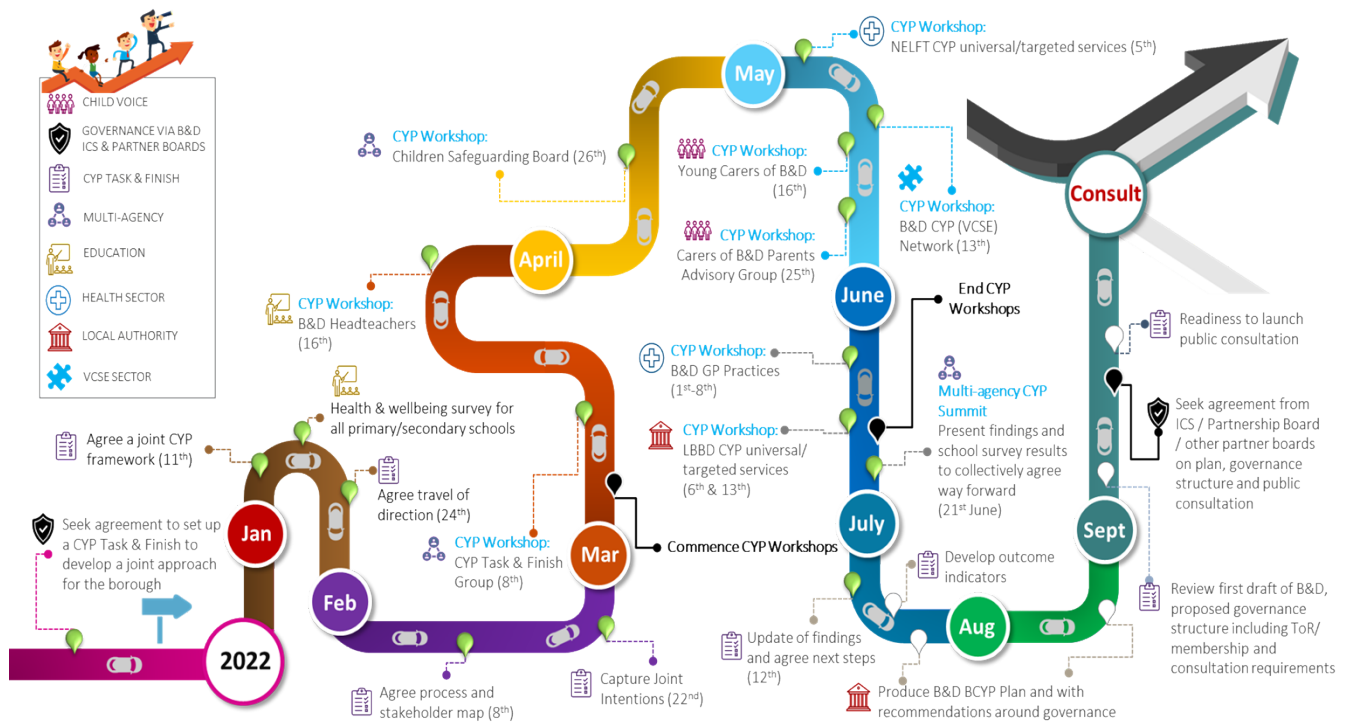 CHILD VOICE
GOVERNANCE VIA B&D
ICS & PARTNER BOARDS
CYP TASK & FINISH
MULTI-AGENCY
EDUCATION
HEALTH SECTOR
LOCAL AUTHORITY
VCSE SECTOR
Seek agreement to set up
a CYP Task & Finish to
develop a joint approach
for the borough
2022
Jan
Agree a joint CYP
framework (11th)
Health & wellbeing survey for
all primary/secondary schools
Agree travel of
direction (24th)
Feb
Agree process and
stakeholder map (8th)
Capture Joint
Intentions (22nd)
Mar
Commence CYP Workshops
CYP Workshop:
CYP Task & Finish
Group (8th)
CYP Workshop:
B&D Headteachers
(16th)
April
CYP Workshop:
Children Safeguarding Board (26th)
May
CYP Workshop:
NELFT CYP universal/targeted services (5th)
CYP Workshop:
B&D CYP (VCSE)
Network (13th)
CYP Workshop:
Young Carers of B&D
(16th)
CYP Workshop:
Carers of B&D Parents
Advisory Group (25th)
June
End CYP
Workshops
CYP Workshop:
B&D GP Practices
(1st-8th)
CYP Workshop:
LBBD CYP universal/
targeted services
(6th & 13th)
Multi-agency CYP
Summit
Present findings and
school survey results
to collectively agree
way forward
(21st June)
July
Update of findings
and agree next steps
(12th)
Develop outcome
indicators
Produce B&D BCYP Plan and with
recommendations around governance
Aug
Sept
Review first draft of B&D,
proposed governance
structure including ToR/
membership and
consultation requirements
Seek agreement from
ICS / Partnership Board
/ other partner boards
on plan, governance
structure and public
consultation
Readiness to launch
public consultation
Consult